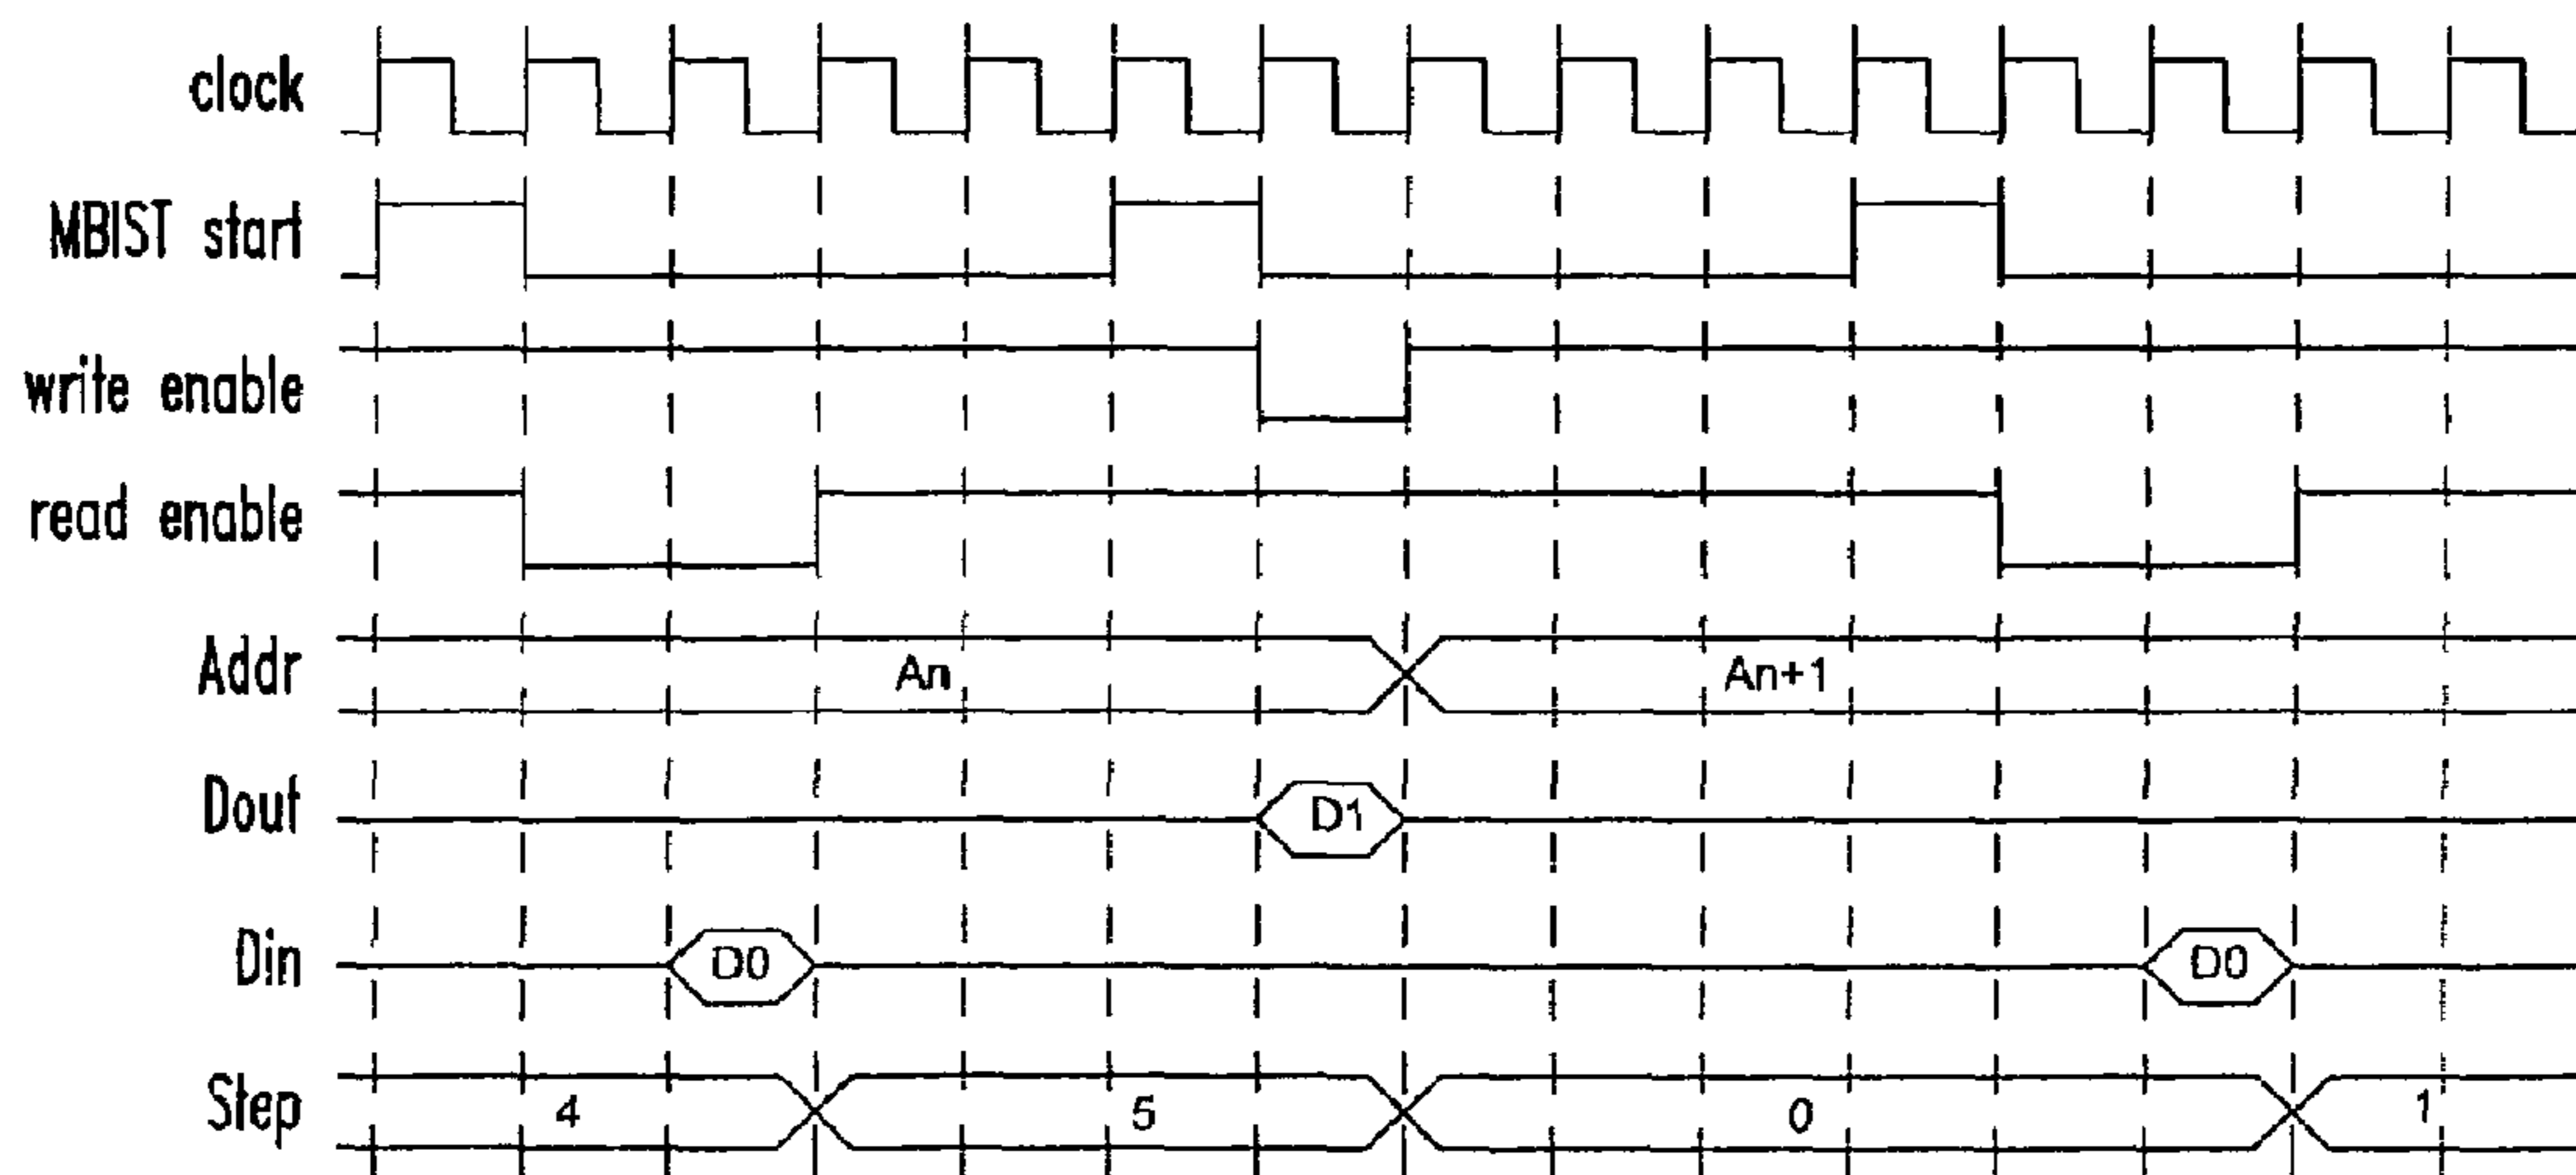 clock
MBIST start
write enable
read enable
Addr An An+1
Dout D1
Din D0 D0
Step 4 5 0 1